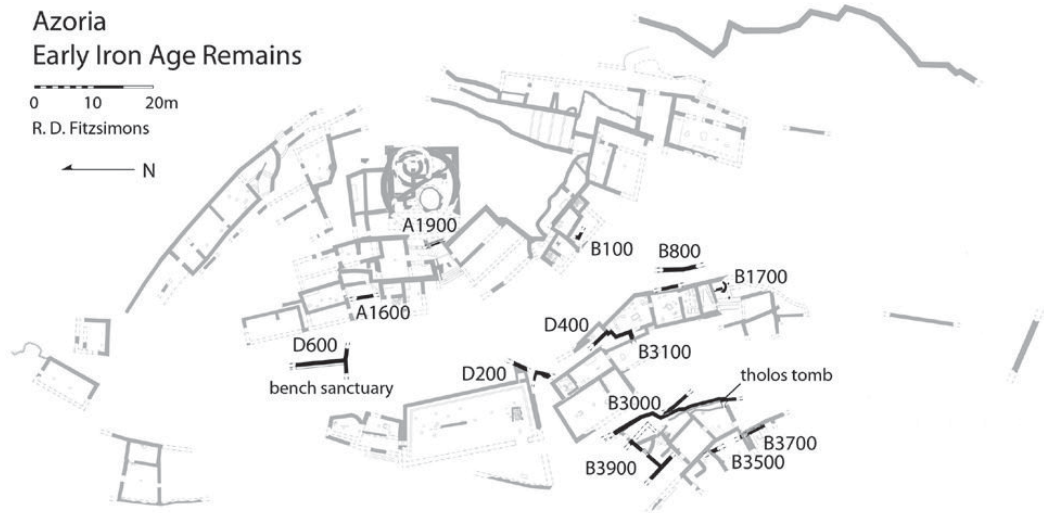 Azoria
Early Iron Age Remains
0 10 20m
R. D. Fitzsimons
N
A1900
B100
B800
B1700
A1600
D400
D600
B3100
bench sanctuary
D200
tholos tomb
B3000
B3700
B3900
B3500